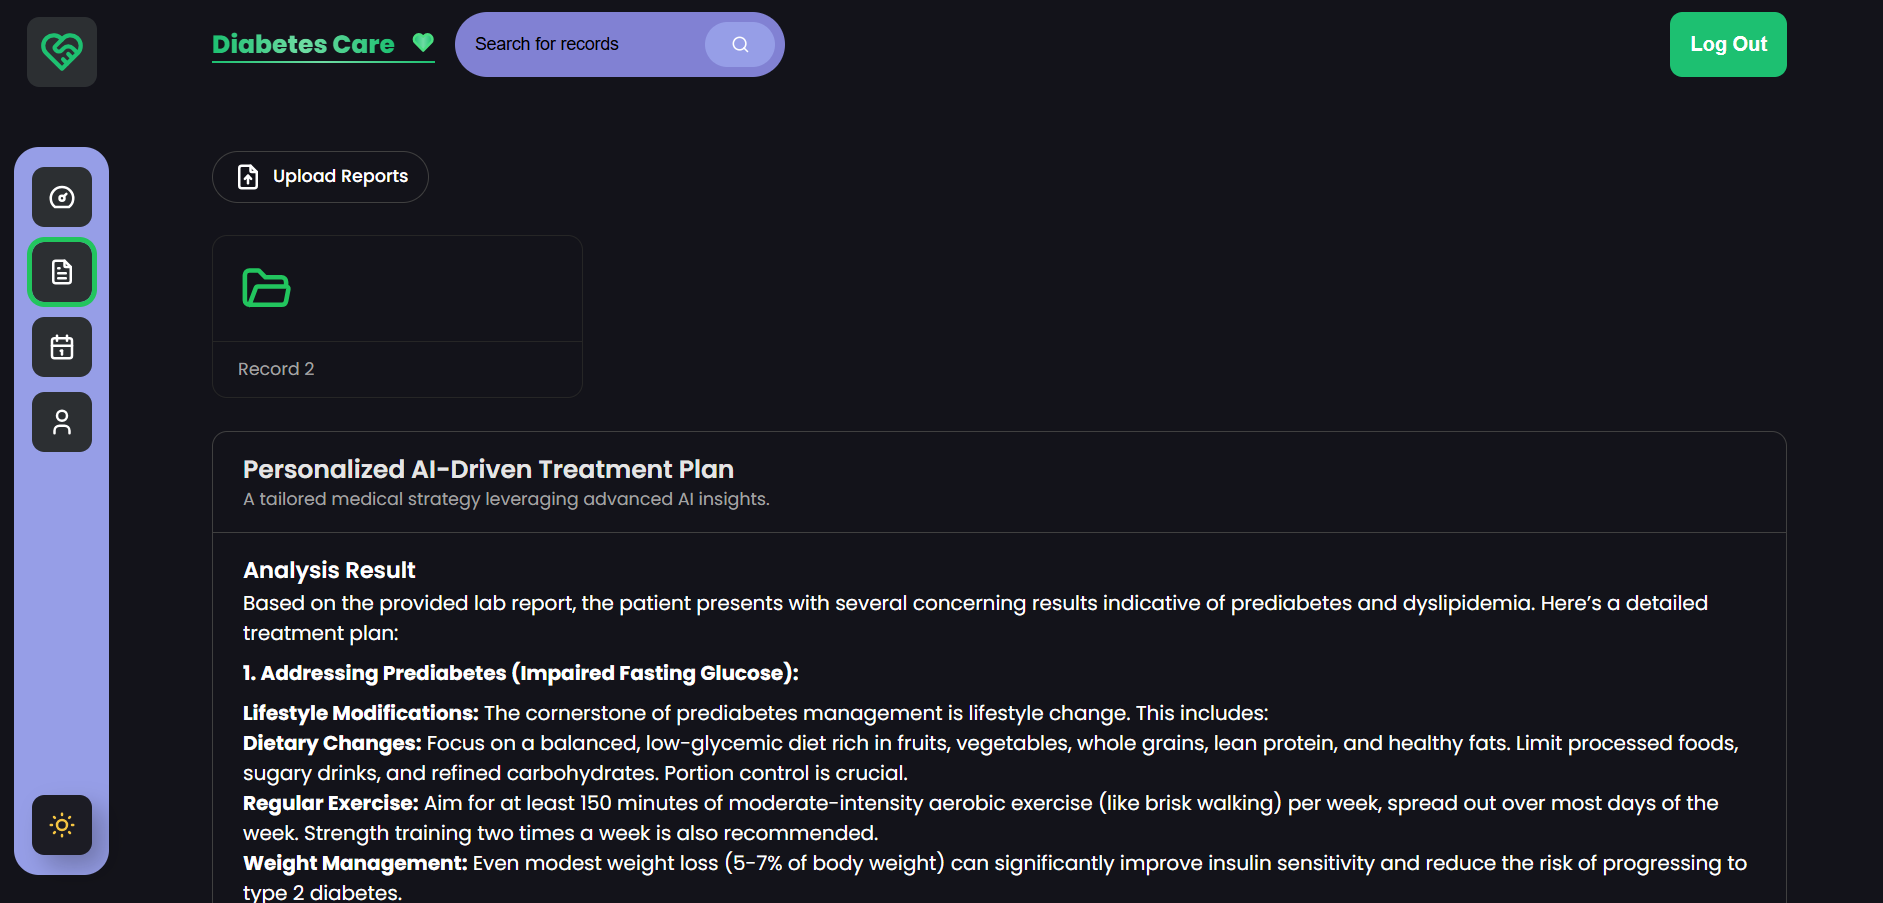 Diabetes Care
Search for records
Log Out
Upload Reports
Record 2
Personalized AI-Driven Treatment Plan
A tailored medical strategy leveraging advanced AI insights.
Analysis Result
Based on the provided lab report, the patient presents with several concerning results indicative of prediabetes and dyslipidemia. Here’s a detailed
treatment plan:
1. Addressing Prediabetes (Impaired Fasting Glucose):
Lifestyle Modifications: The cornerstone of prediabetes management is lifestyle change. This includes:
Dietary Changes: Focus on a balanced, low-glycemic diet rich in fruits, vegetables, whole grains, lean protein, and healthy fats. Limit processed foods,
sugary drinks, and refined carbohydrates. Portion control is crucial.
Regular Exercise: Aim for at least 150 minutes of moderate-intensity aerobic exercise (like brisk walking) per week, spread out over most days of the
week. Strength training two times a week is also recommended.
Weight Management: Even modest weight loss (5-7% of body weight) can significantly improve insulin sensitivity and reduce the risk of progressing to
type 2 diabetes.